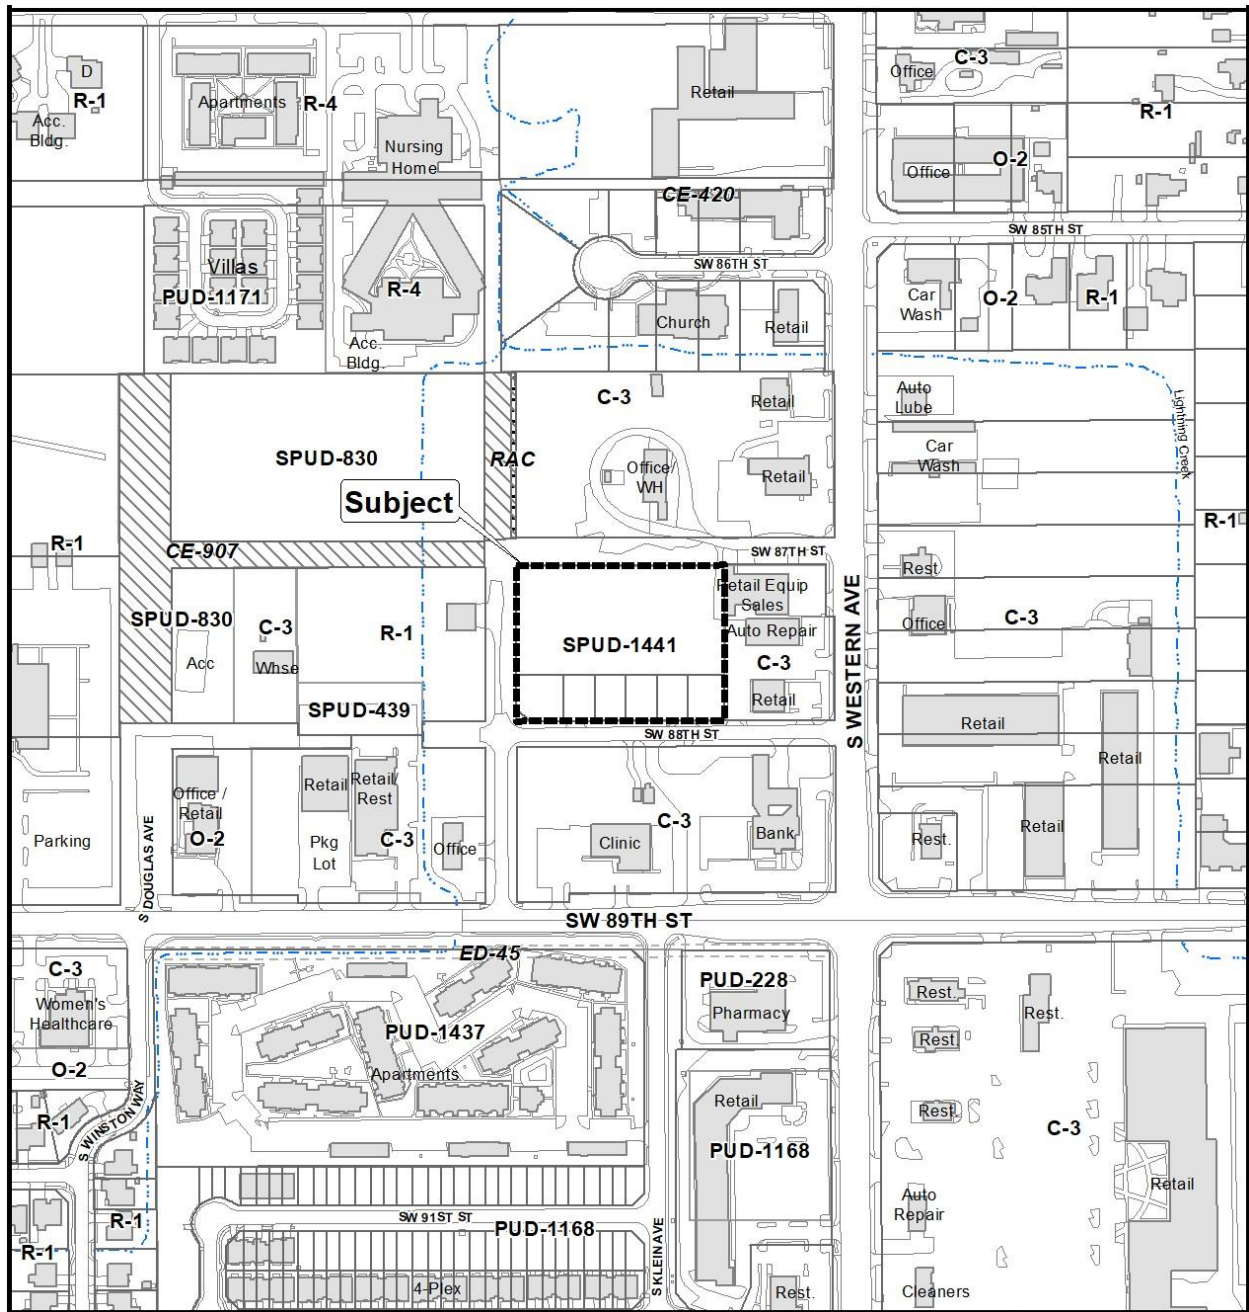 D
R-1
Acc.
Bldg.
Apartments
R-4
Nursing
Home
Retail
Office
C-3
R-1
O-2
Office
CE-420
SW 85TH ST
SW 86TH ST
Villas
PUD-1171
R-4
Acc.
Bldg.
Church
Retail
Car
Wash
O-2
R-1
C-3
Retail
Auto
Lube
Car
Wash
Lightning Creek
SPUD-830
RAC
Office/
WH
Retail
Subject
R-1
CE-907
SW 87TH ST
R-1
Rest
Retail Equip
Sales
SPUD-830
C-3
R-1
Acc
Whse
SPUD-1441
Auto Repair
C-3
Retail
S WESTERN AVE
Office
C-3
SPUD-439
SW 88TH ST
Retail
Retail
Office /
Retail
O-2
Retail
Retail/
Rest
Pkg
Lot
C-3
Office
Parking
S DOUGLAS AVE
C-3
Clinic
Bank
Rest.
Retail
SW 89TH ST
ED-45
C-3
Women's
Healthcare
O-2
R-1
S WINSTON WAY
PUD-1437
Apartments
PUD-228
Pharmacy
Rest.
Rest
Rest.
Rest.
Retail
PUD-1168
C-3
Retail
Auto
Repair
R-1
R-1
SW 91ST ST
PUD-1168
S KLEIN AVE
4-Plex
Rest.
Cleaners